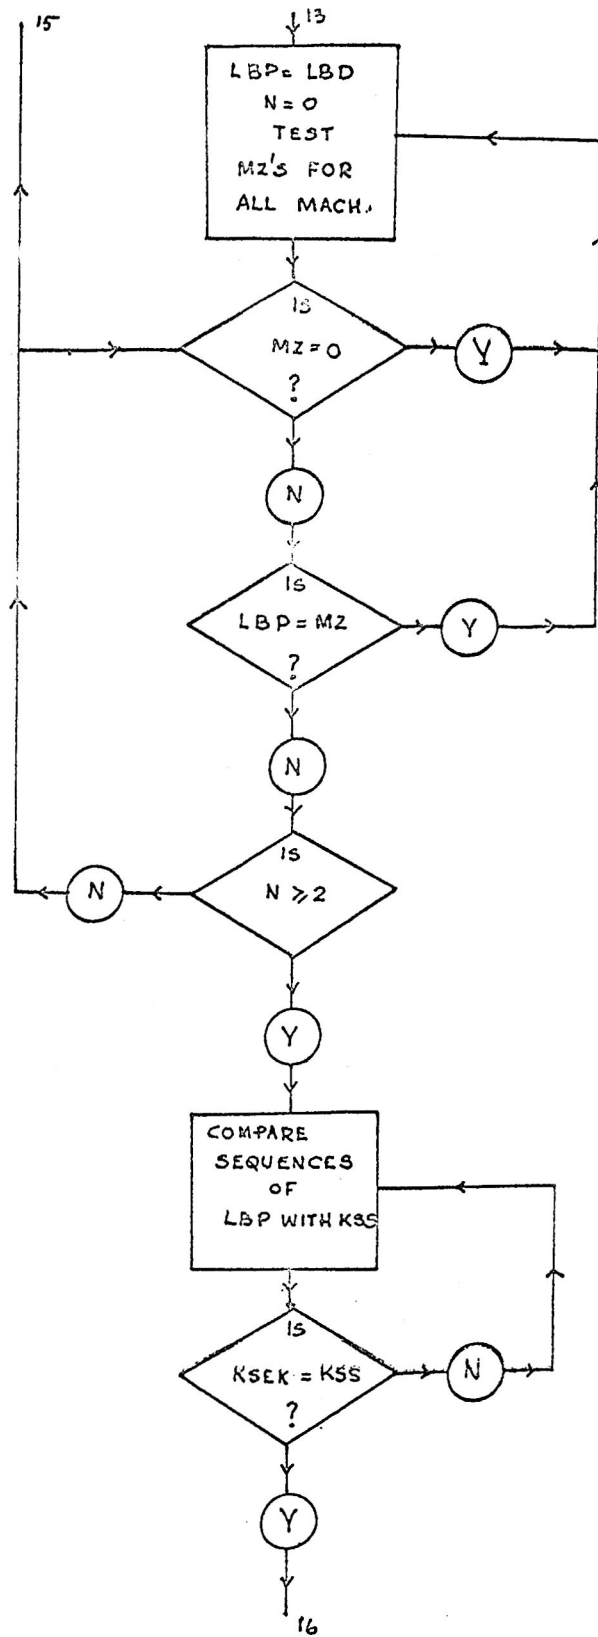 15
13
LBP= LBD
N=0
TEST
MZ'S FOR
ALL MACH.
IS
MZ=0
?
Y
N
IS
LBP=MZ
?
Y
N
IS
N ≥ 2
N
Y
COMPARE
SEQUENCES
OF
LBP WITH KSS
IS
KSEK = KSS
?
N
Y
16